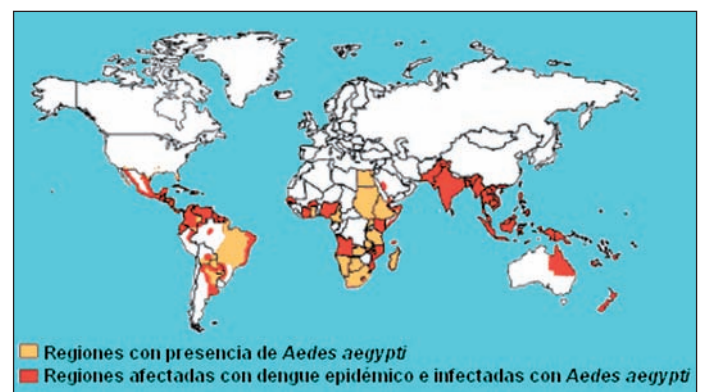 Regiones con presencia de Aedes aegypti
Regiones afectadas con dengue epidémico e infectadas con Aedes aegypti